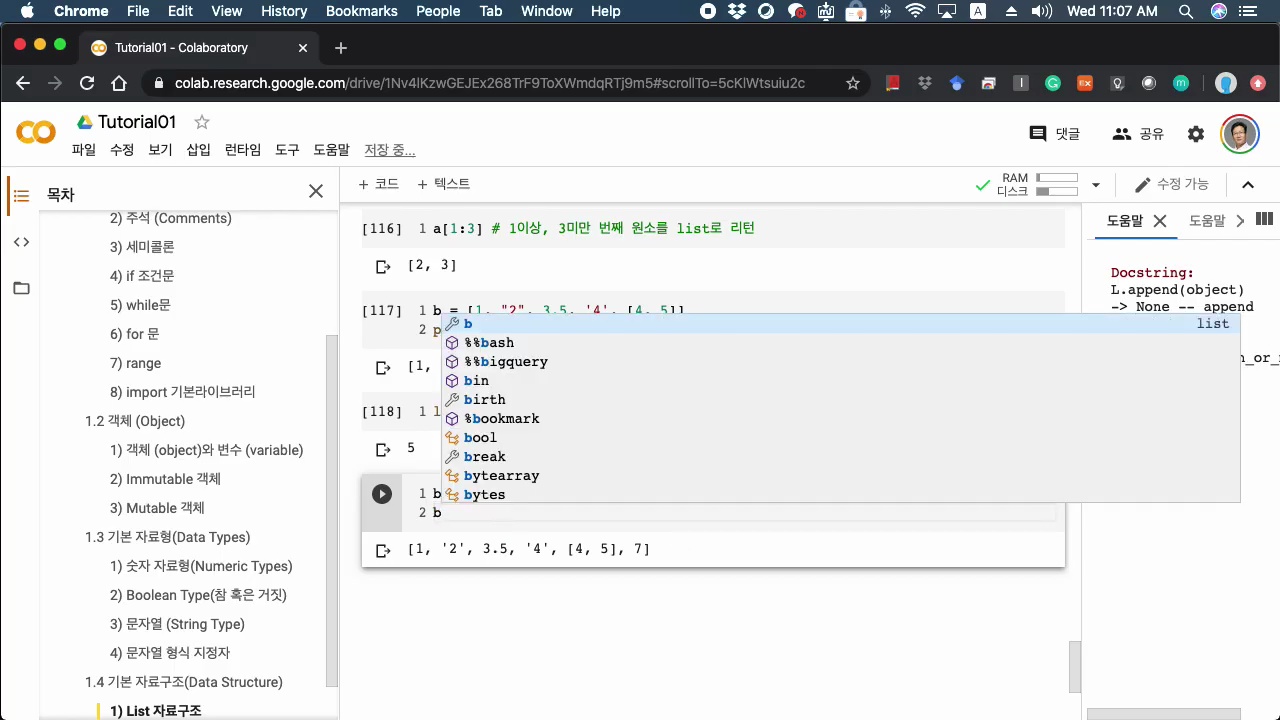 Chrome File Edit View History Bookmarks People Tab Window Help Wed 11:07 AM
Tutorial01 - Colaboratory
colab.research.google.com/drive/1Nv4lKzwGEJEx268TrF9ToXWmdqRTj9m5#scrollTo=5cKlWtsuiu2c
Tutorial01
댓글 공유
파일 수정 보기 삽입 런타임 도구 도움말 저장 중...
목차
2) 주석 (Comments)
3) 세미콜론
4) if 조건문
5) while문
6) for 문
7) range
8) import 기본라이브러리
1.2 객체 (Object)
1) 객체 (object)와 변수 (variable)
2) Immutable 객체
3) Mutable 객체
1.3 기본 자료형(Data Types)
1) 숫자 자료형(Numeric Types)
2) Boolean Type(참 혹은 거짓)
3) 문자열 (String Type)
4) 문자열 형식 지정자
1.4 기본 자료구조(Data Structure)
1) List 자료구조
+ 코드 + 텍스트
RAM
디스크
수정 가능
[116] 1 a[1:3] # 1이상, 3미만 번째 원소를 list로 리턴
[2, 3]
[117] 1 b = [1, "2", 3.5, '4', [4, 5]]
2 p
[1,
[118] 1 l
5
1 b
2 b
[1, '2', 3.5, '4', [4, 5], 7]
b list
%%bash
%%bigquery
bin
birth
%bookmark
bool
break
bytearray
bytes
도움말 도움말
Docstring:
L.append(object)
-> None -- append